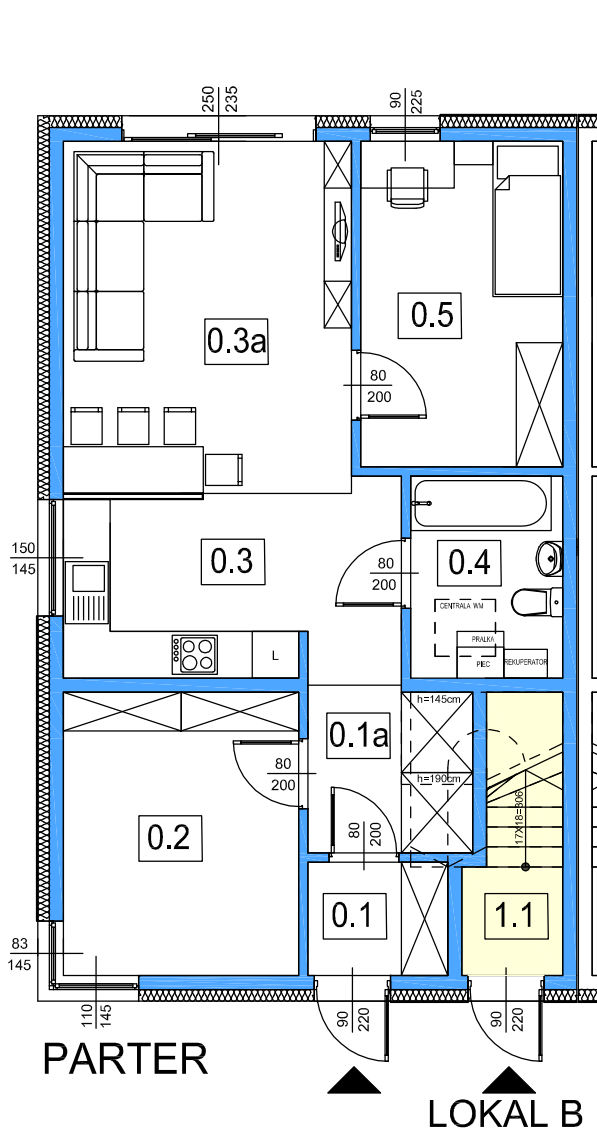 250
235
90
225
0.3a
0.5
80
200
150
145
0.3
80
200
0.4
CENTRALA WM
PRALKA
PIEC
REKUPERATOR
L
h=145cm
0.1a
h=190cm
80
200
17X18=306
0.2
80
200
0.1
1.1
83
145
110
145
90
220
90
220
PARTER
LOKAL B